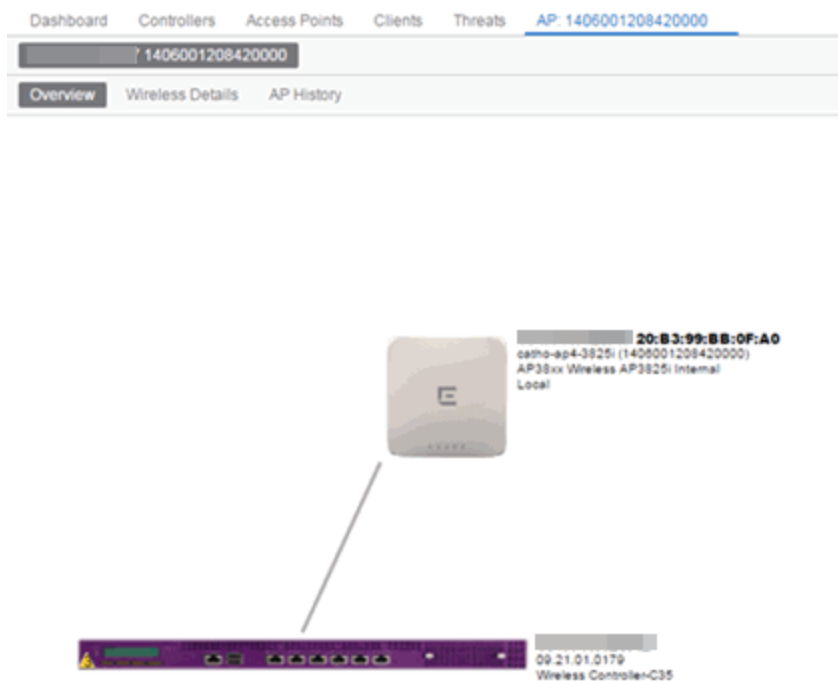 Dashboard Controllers Access Points Clients Threats AP: 1406001208420000
/ 1406001208420000
Overview Wireless Details AP History
20:B3:99:BB:0F:A0
catho-ap4-3825i (1406001208420000)
AP38xx Wireless AP3825i Internal
Local
09.21.01.0179
Wireless Controller-C35